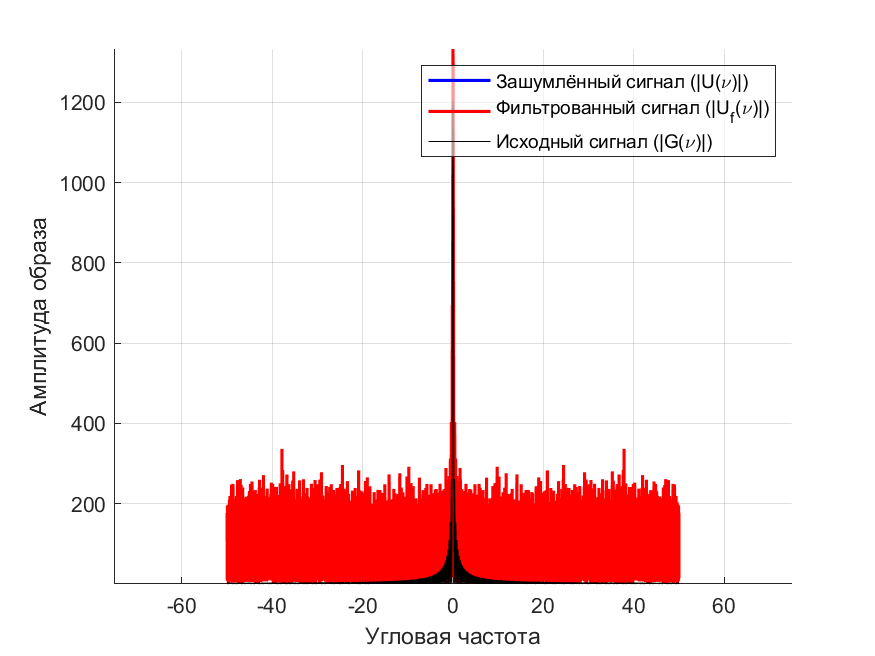 Зашумлённый сигнал (|U(ν)|)
Фильтрованный сигнал (|U_f(ν)|)
Исходный сигнал (|G(ν)|)
Амплитуда образа
1200
1000
800
600
400
200
-60 -40 -20 0 20 40 60
Угловая частота